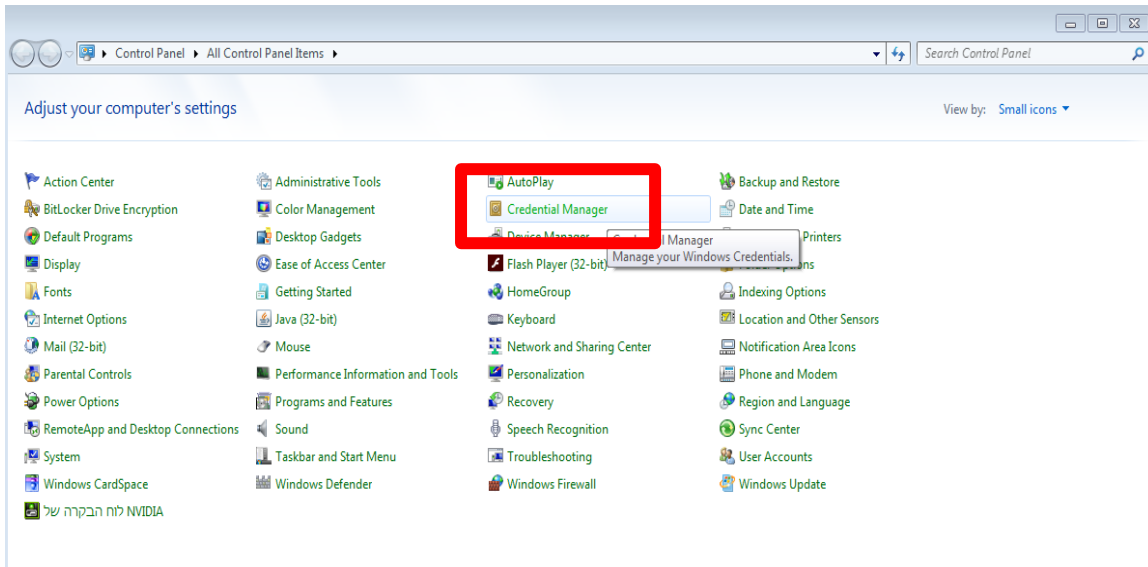 Control Panel All Control Panel Items Search Control Panel
Adjust your computer's settings View by: Small icons
Action Center Administrative Tools AutoPlay Backup and Restore
BitLocker Drive Encryption Color Management Credential Manager Date and Time
Default Programs Desktop Gadgets Device Manager Printers
Credential Manager
Manage your Windows Credentials.
Display Ease of Access Center Flash Player (32-bit) Options
Fonts Getting Started HomeGroup Indexing Options
Internet Options Java (32-bit) Keyboard Location and Other Sensors
Mail (32-bit) Mouse Network and Sharing Center Notification Area Icons
Parental Controls Performance Information and Tools Personalization Phone and Modem
Power Options Programs and Features Recovery Region and Language
RemoteApp and Desktop Connections Sound Speech Recognition Sync Center
System Taskbar and Start Menu Troubleshooting User Accounts
Windows CardSpace Windows Defender Windows Firewall Windows Update
לוח הבקרה של NVIDIA